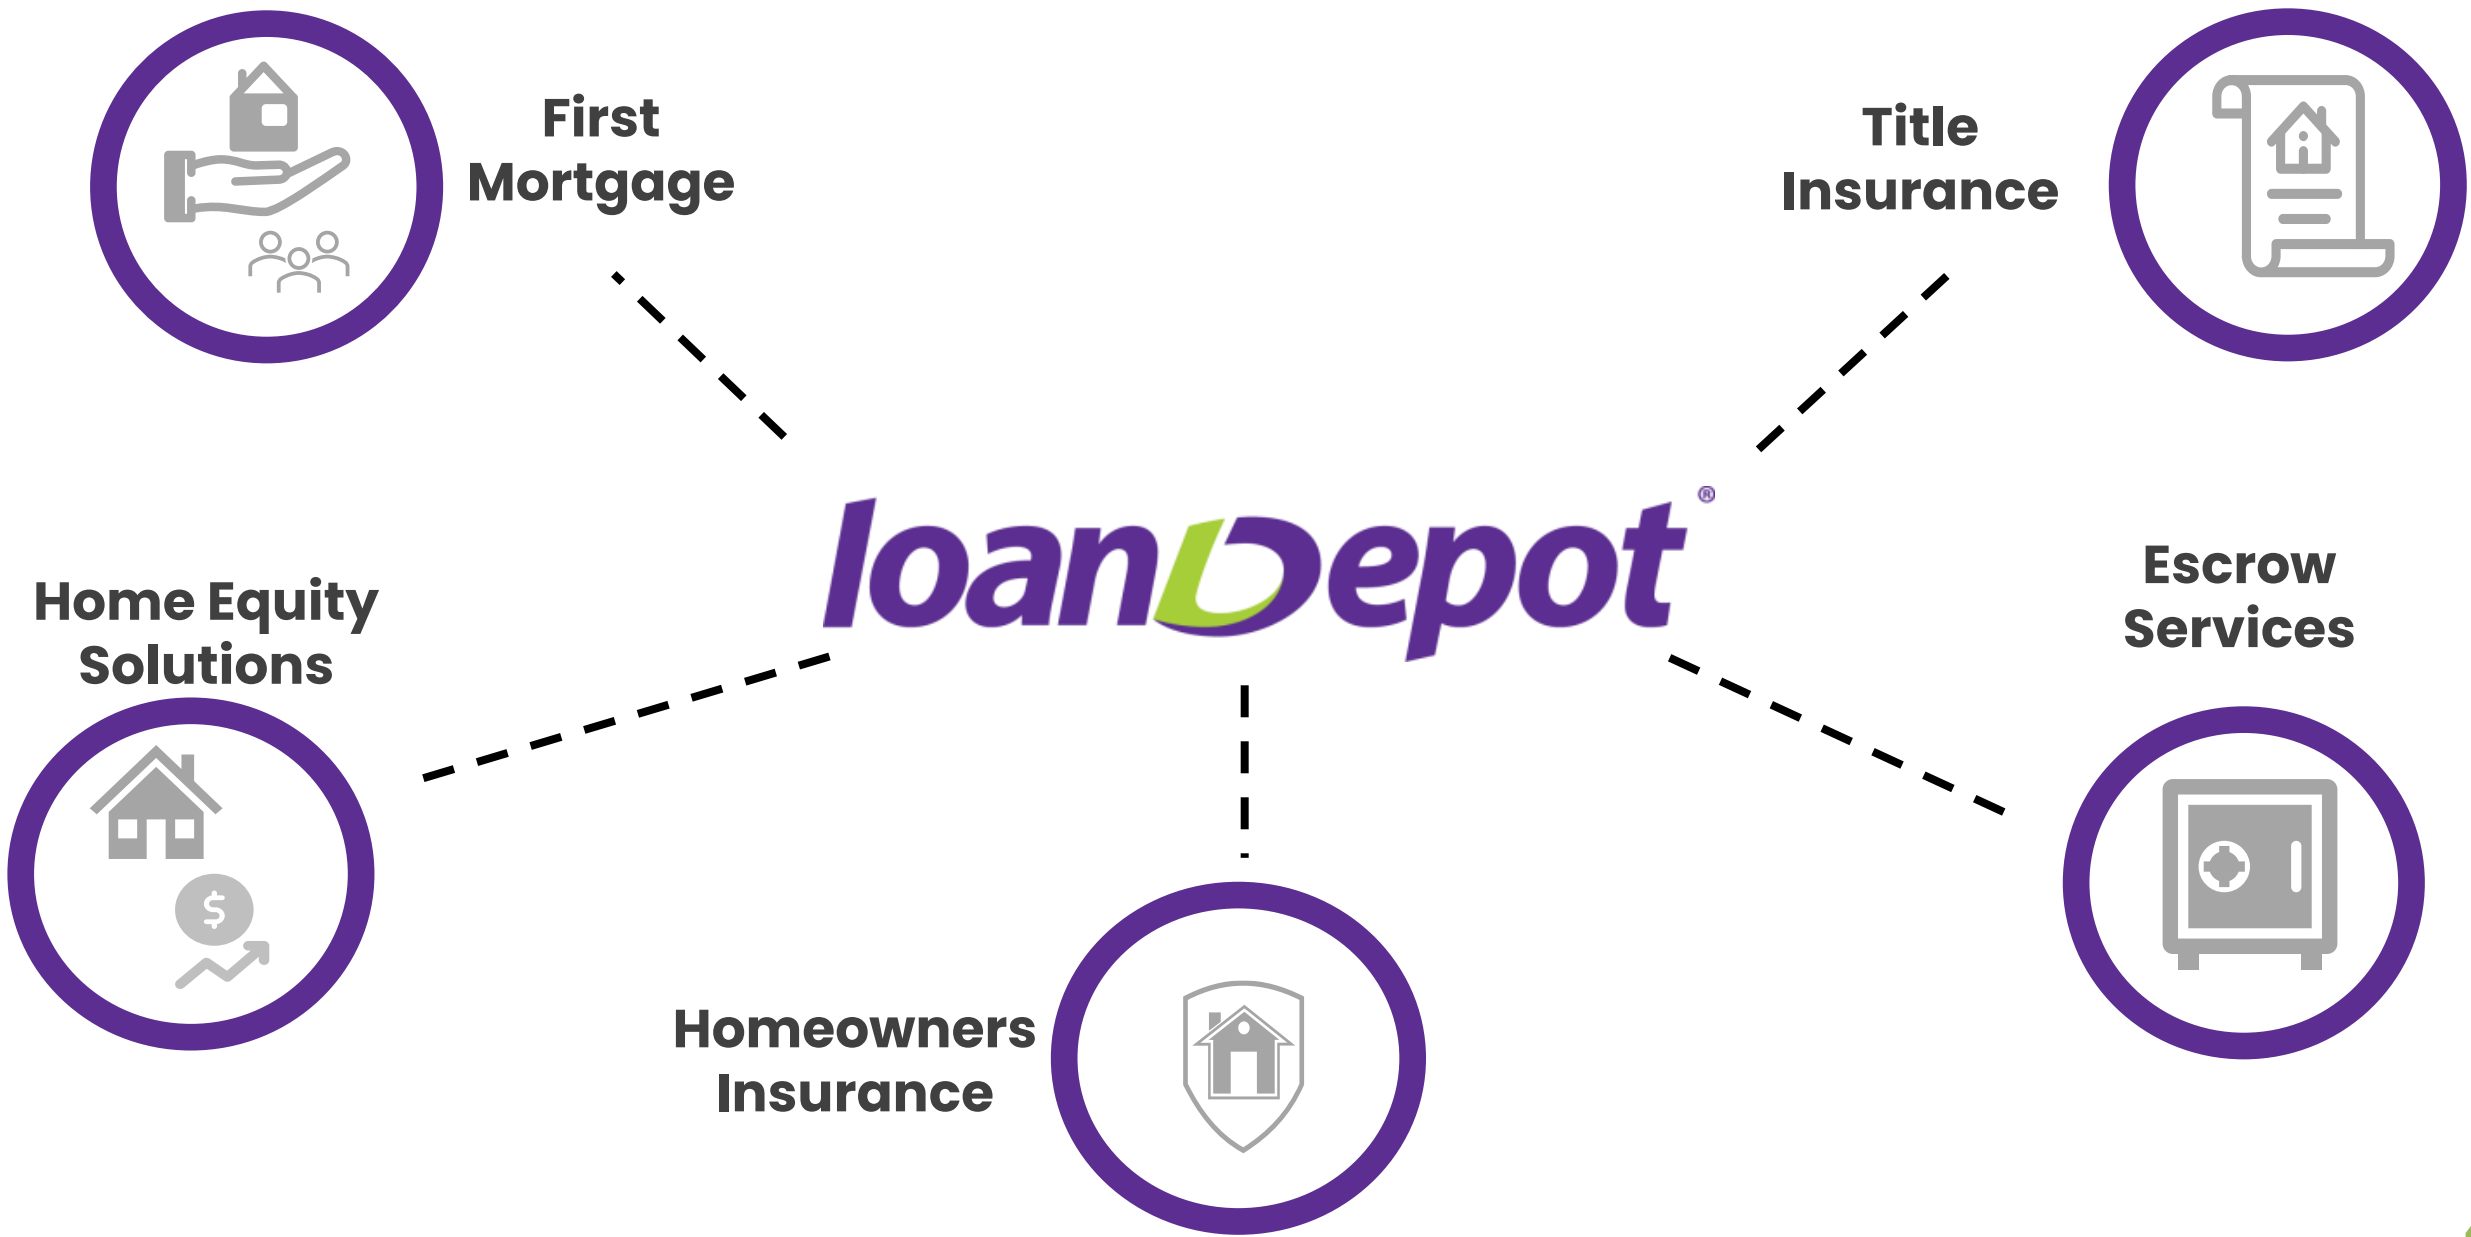 First
Mortgage
Title
Insurance
loanDepot®
Home Equity
Solutions
Escrow
Services
$
Homeowners
Insurance